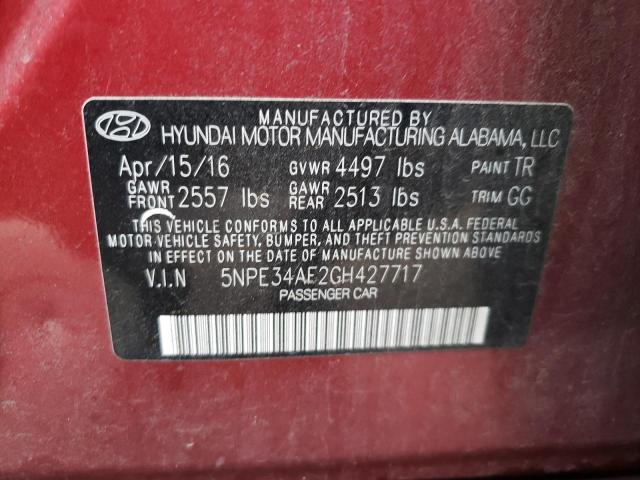 MANUFACTURED BY
HYUNDAI MOTOR MANUFACTURING ALABAMA, LLC
Apr/15/16 GVWR 4497 lbs PAINT TR
GAWR FRONT 2557 lbs GAWR REAR 2513 lbs TRIM GG
THIS VEHICLE CONFORMS TO ALL APPLICABLE U.S.A. FEDERAL
MOTOR VEHICLE SAFETY, BUMPER, AND THEFT PREVENTION
STANDARDS IN EFFECT ON THE DATE OF MANUFACTURE SHOWN ABOVE
V.I.N 5NPE34AF2GH427717
PASSENGER CAR